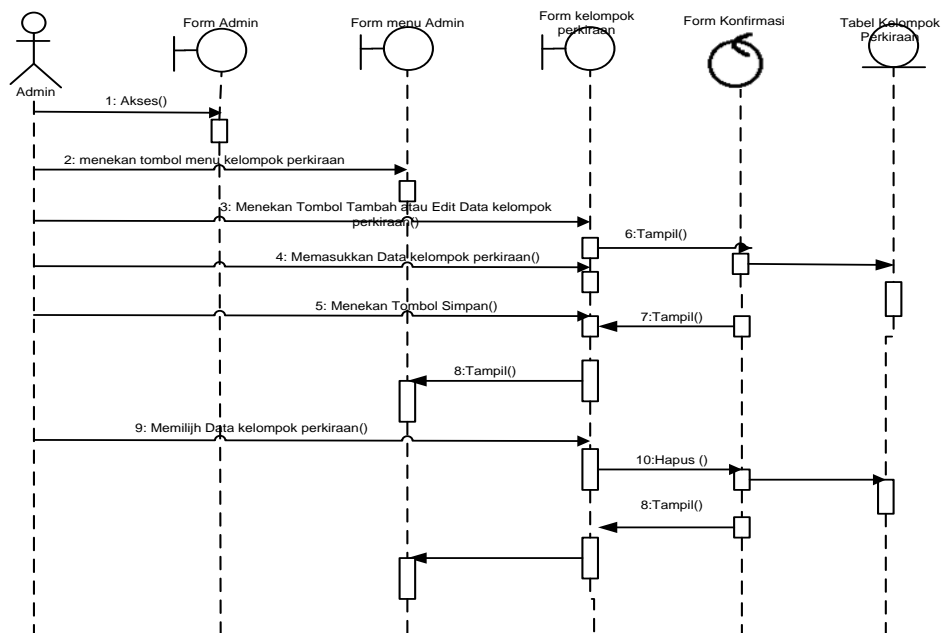 Form Admin
Form menu Admin
Form kelompok
perkiraan
Form Konfirmasi
Tabel Kelompok
Perkiraan
Admin
1: Akses()
2: menekan tombol menu kelompok perkiraan
3: Menekan Tombol Tambah atau Edit Data kelompok
perkiraan()
6:Tampil()
4: Memasukkan Data kelompok perkiraan()
5: Menekan Tombol Simpan()
7:Tampil()
8:Tampil()
9: Memilijh Data kelompok perkiraan()
10:Hapus ()
8:Tampil()